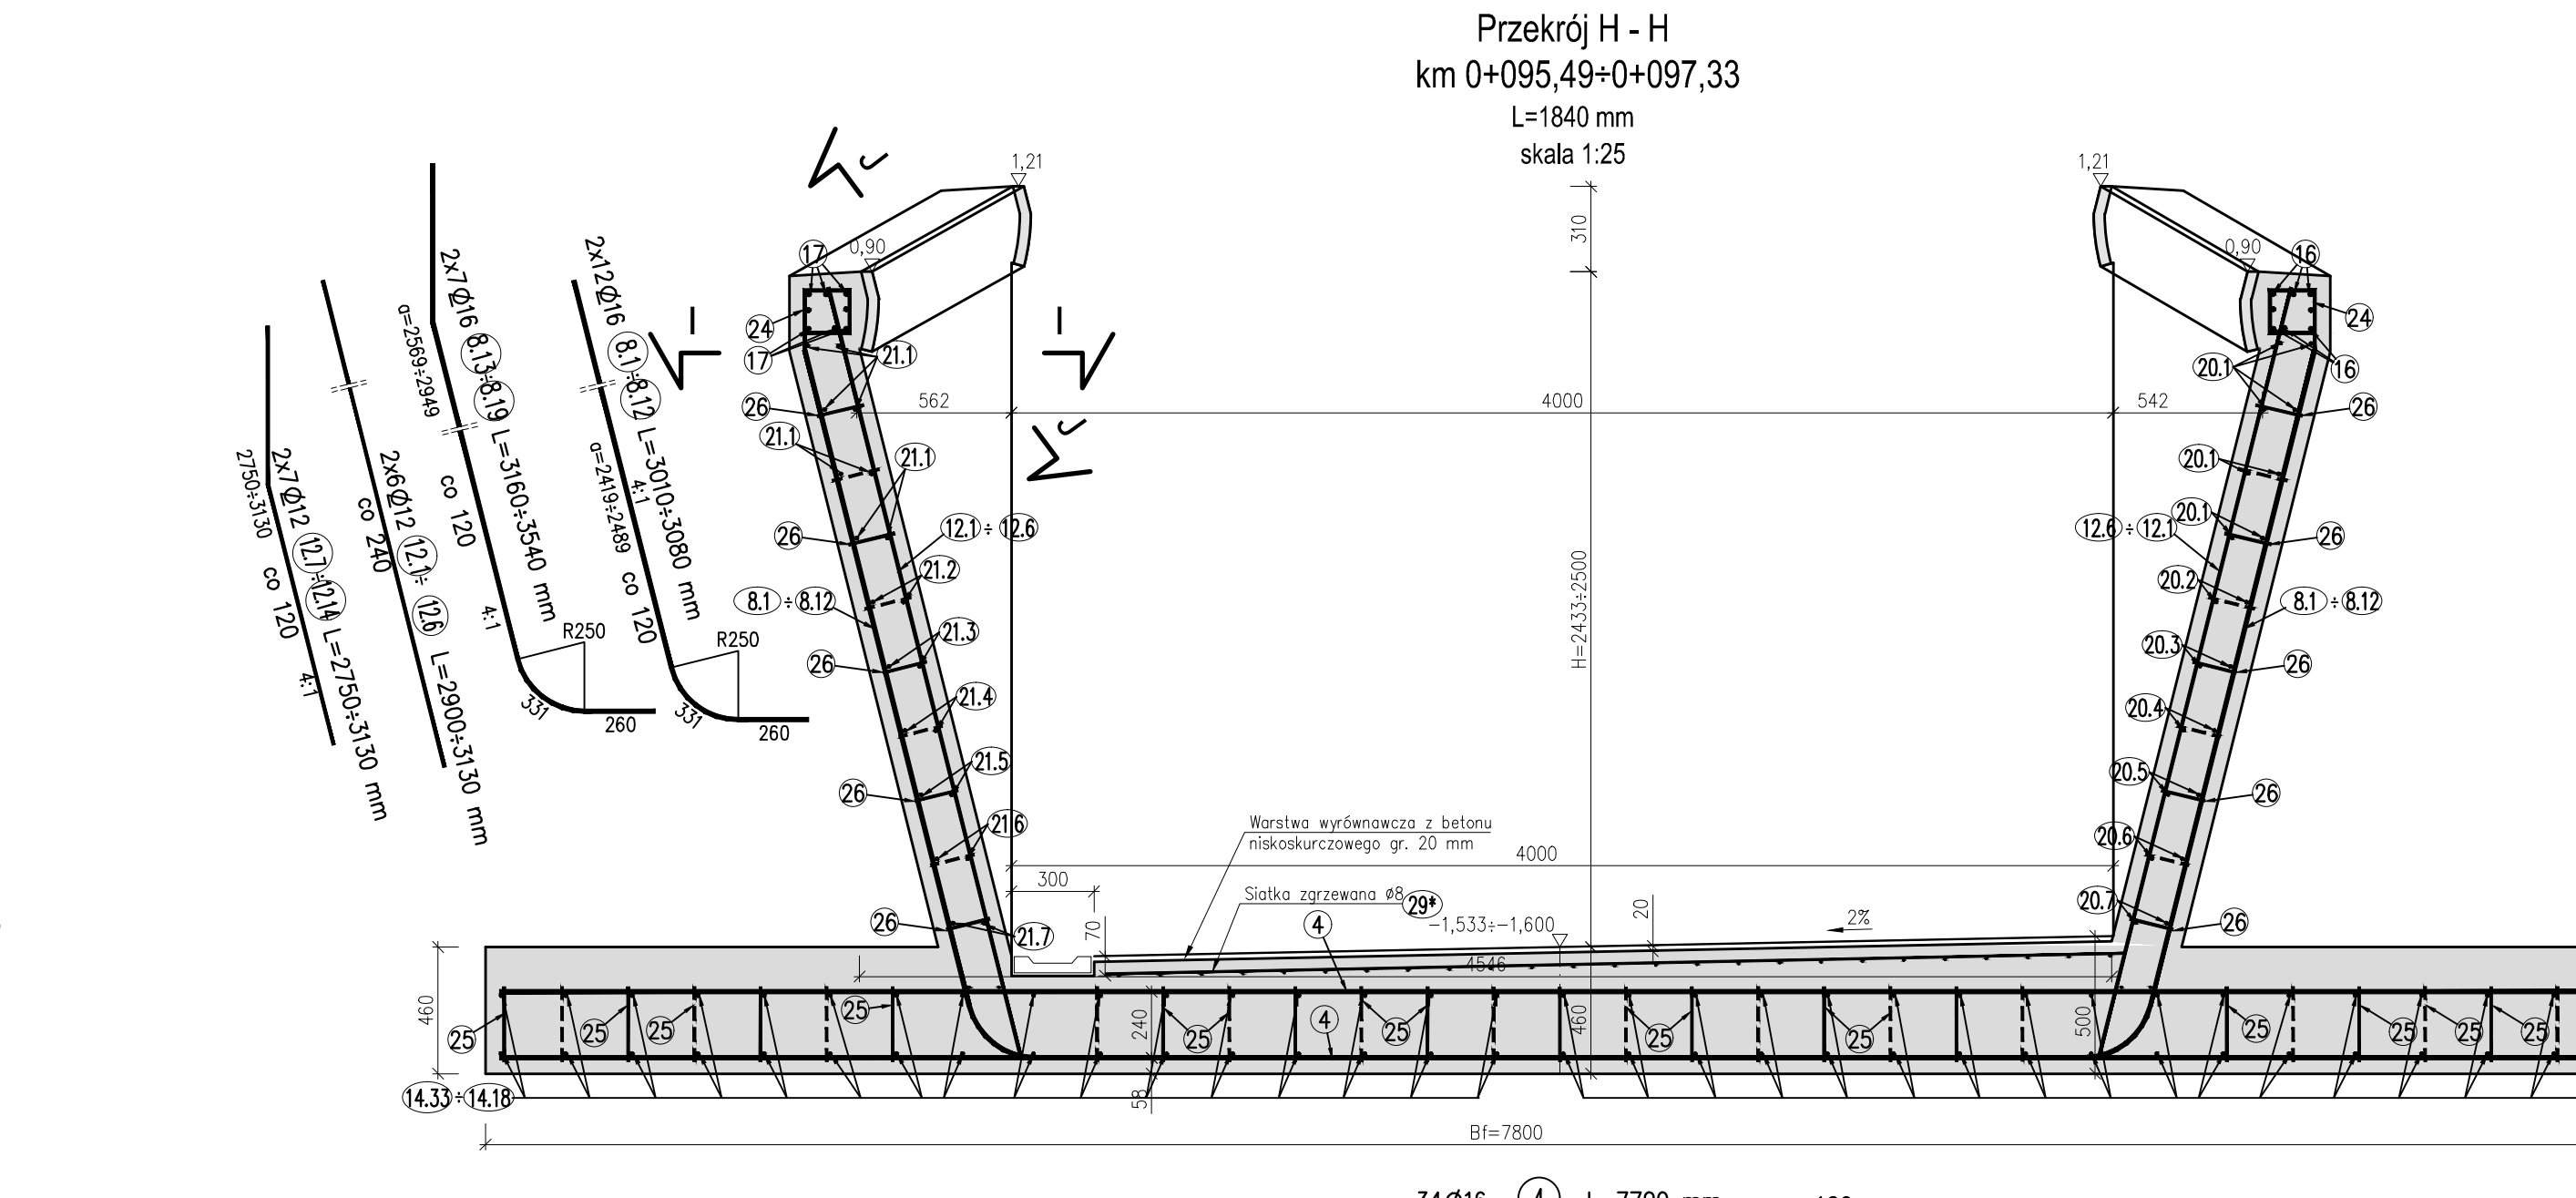 Przekrój H - H
km 0+095,49÷0+097,33
L=1840 mm
skala 1:25
1,21
1,21
310
17
0,90
0,90
16
24
24
17
21.1
20.1
16
I
I
26
562
4000
542
26
21.1
21.1
20.1
20.1
26
12.1 ÷ 12.6
12.6 ÷ 12.1
26
21.2
20.2
8.1 ÷ 8.12
8.1 ÷ 8.12
H=2433÷2500
26
21.3
20.3
26
21.4
20.4
26
21.5
20.5
26
21.6
20.6
26
21.7
20.7
26
2x7Ø12 12.7÷12.14 L=2750÷3130 mm
2750÷3130
co 120
4:1
2x6Ø12 12.1÷ 12.6 L=2900÷3130 mm
co 240
2x7Ø16 8.13÷8.19 L=3160÷3540 mm
a=2569÷2949
co 120
4:1
R250
331
260
2x12Ø16 8.1÷8.12 L=3010÷3080 mm
a=2419÷2489
4:1
co 120
R250
331
260
Warstwa wyrównawcza z betonu
niskoskurczowego gr. 20 mm
4000
300
Siatka zgrzewana ø8 29*
4
-1,533÷-1,600
20
2%
70
4546
460
240
4
460
500
58
25
25
25
25
25
25
25
25
25
25
25
25
14.33÷14.18
Bf=7800
34Ø16 4 L=7700 mm